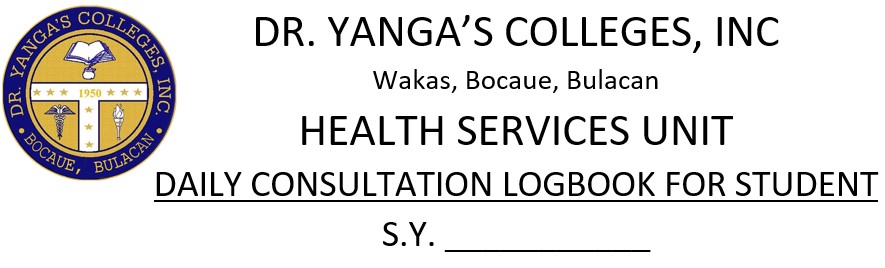 DR. YANGA'S COLLEGES, INC.
1950
BOCAUE, BULACAN
DR. YANGA’S COLLEGES, INC
Wakas, Bocaue, Bulacan
HEALTH SERVICES UNIT
DAILY CONSULTATION LOGBOOK FOR STUDENT
S.Y. ___________